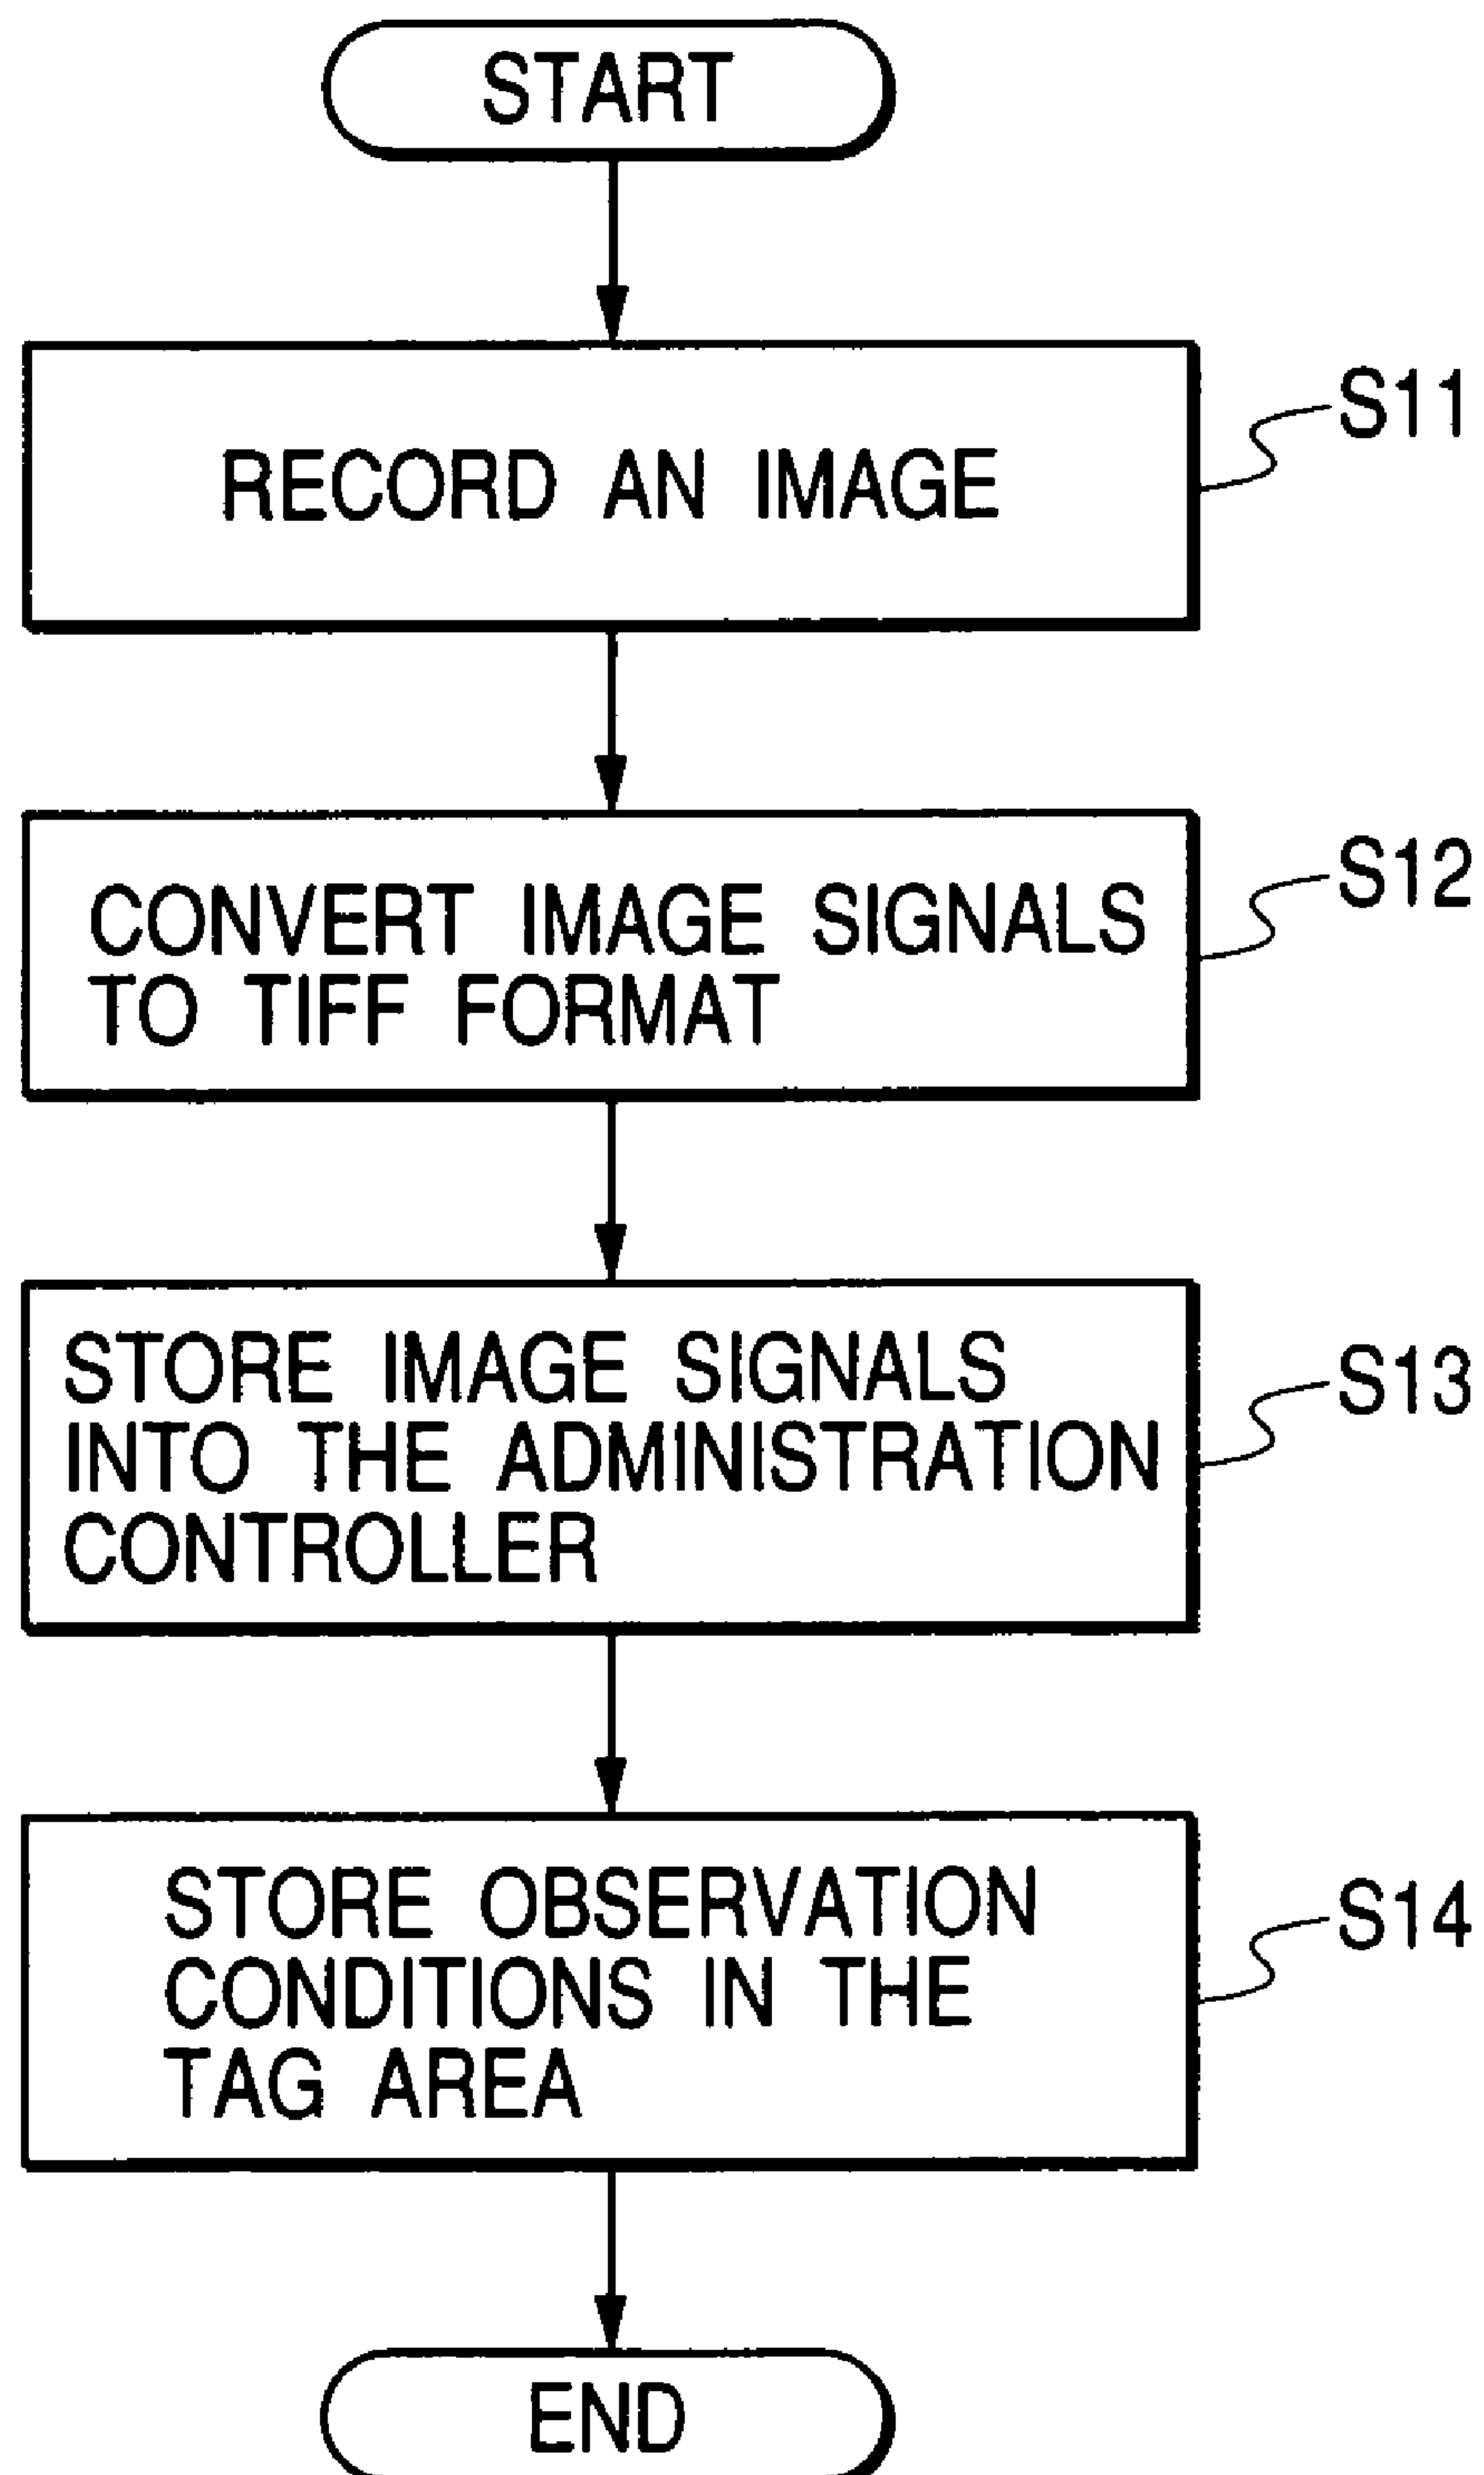 START
RECORD AN IMAGE
S11
CONVERT IMAGE SIGNALS
TO TIFF FORMAT
S12
STORE IMAGE SIGNALS
INTO THE ADMINISTRATION
CONTROLLER
S13
STORE OBSERVATION
CONDITIONS IN THE
TAG AREA
S14
END